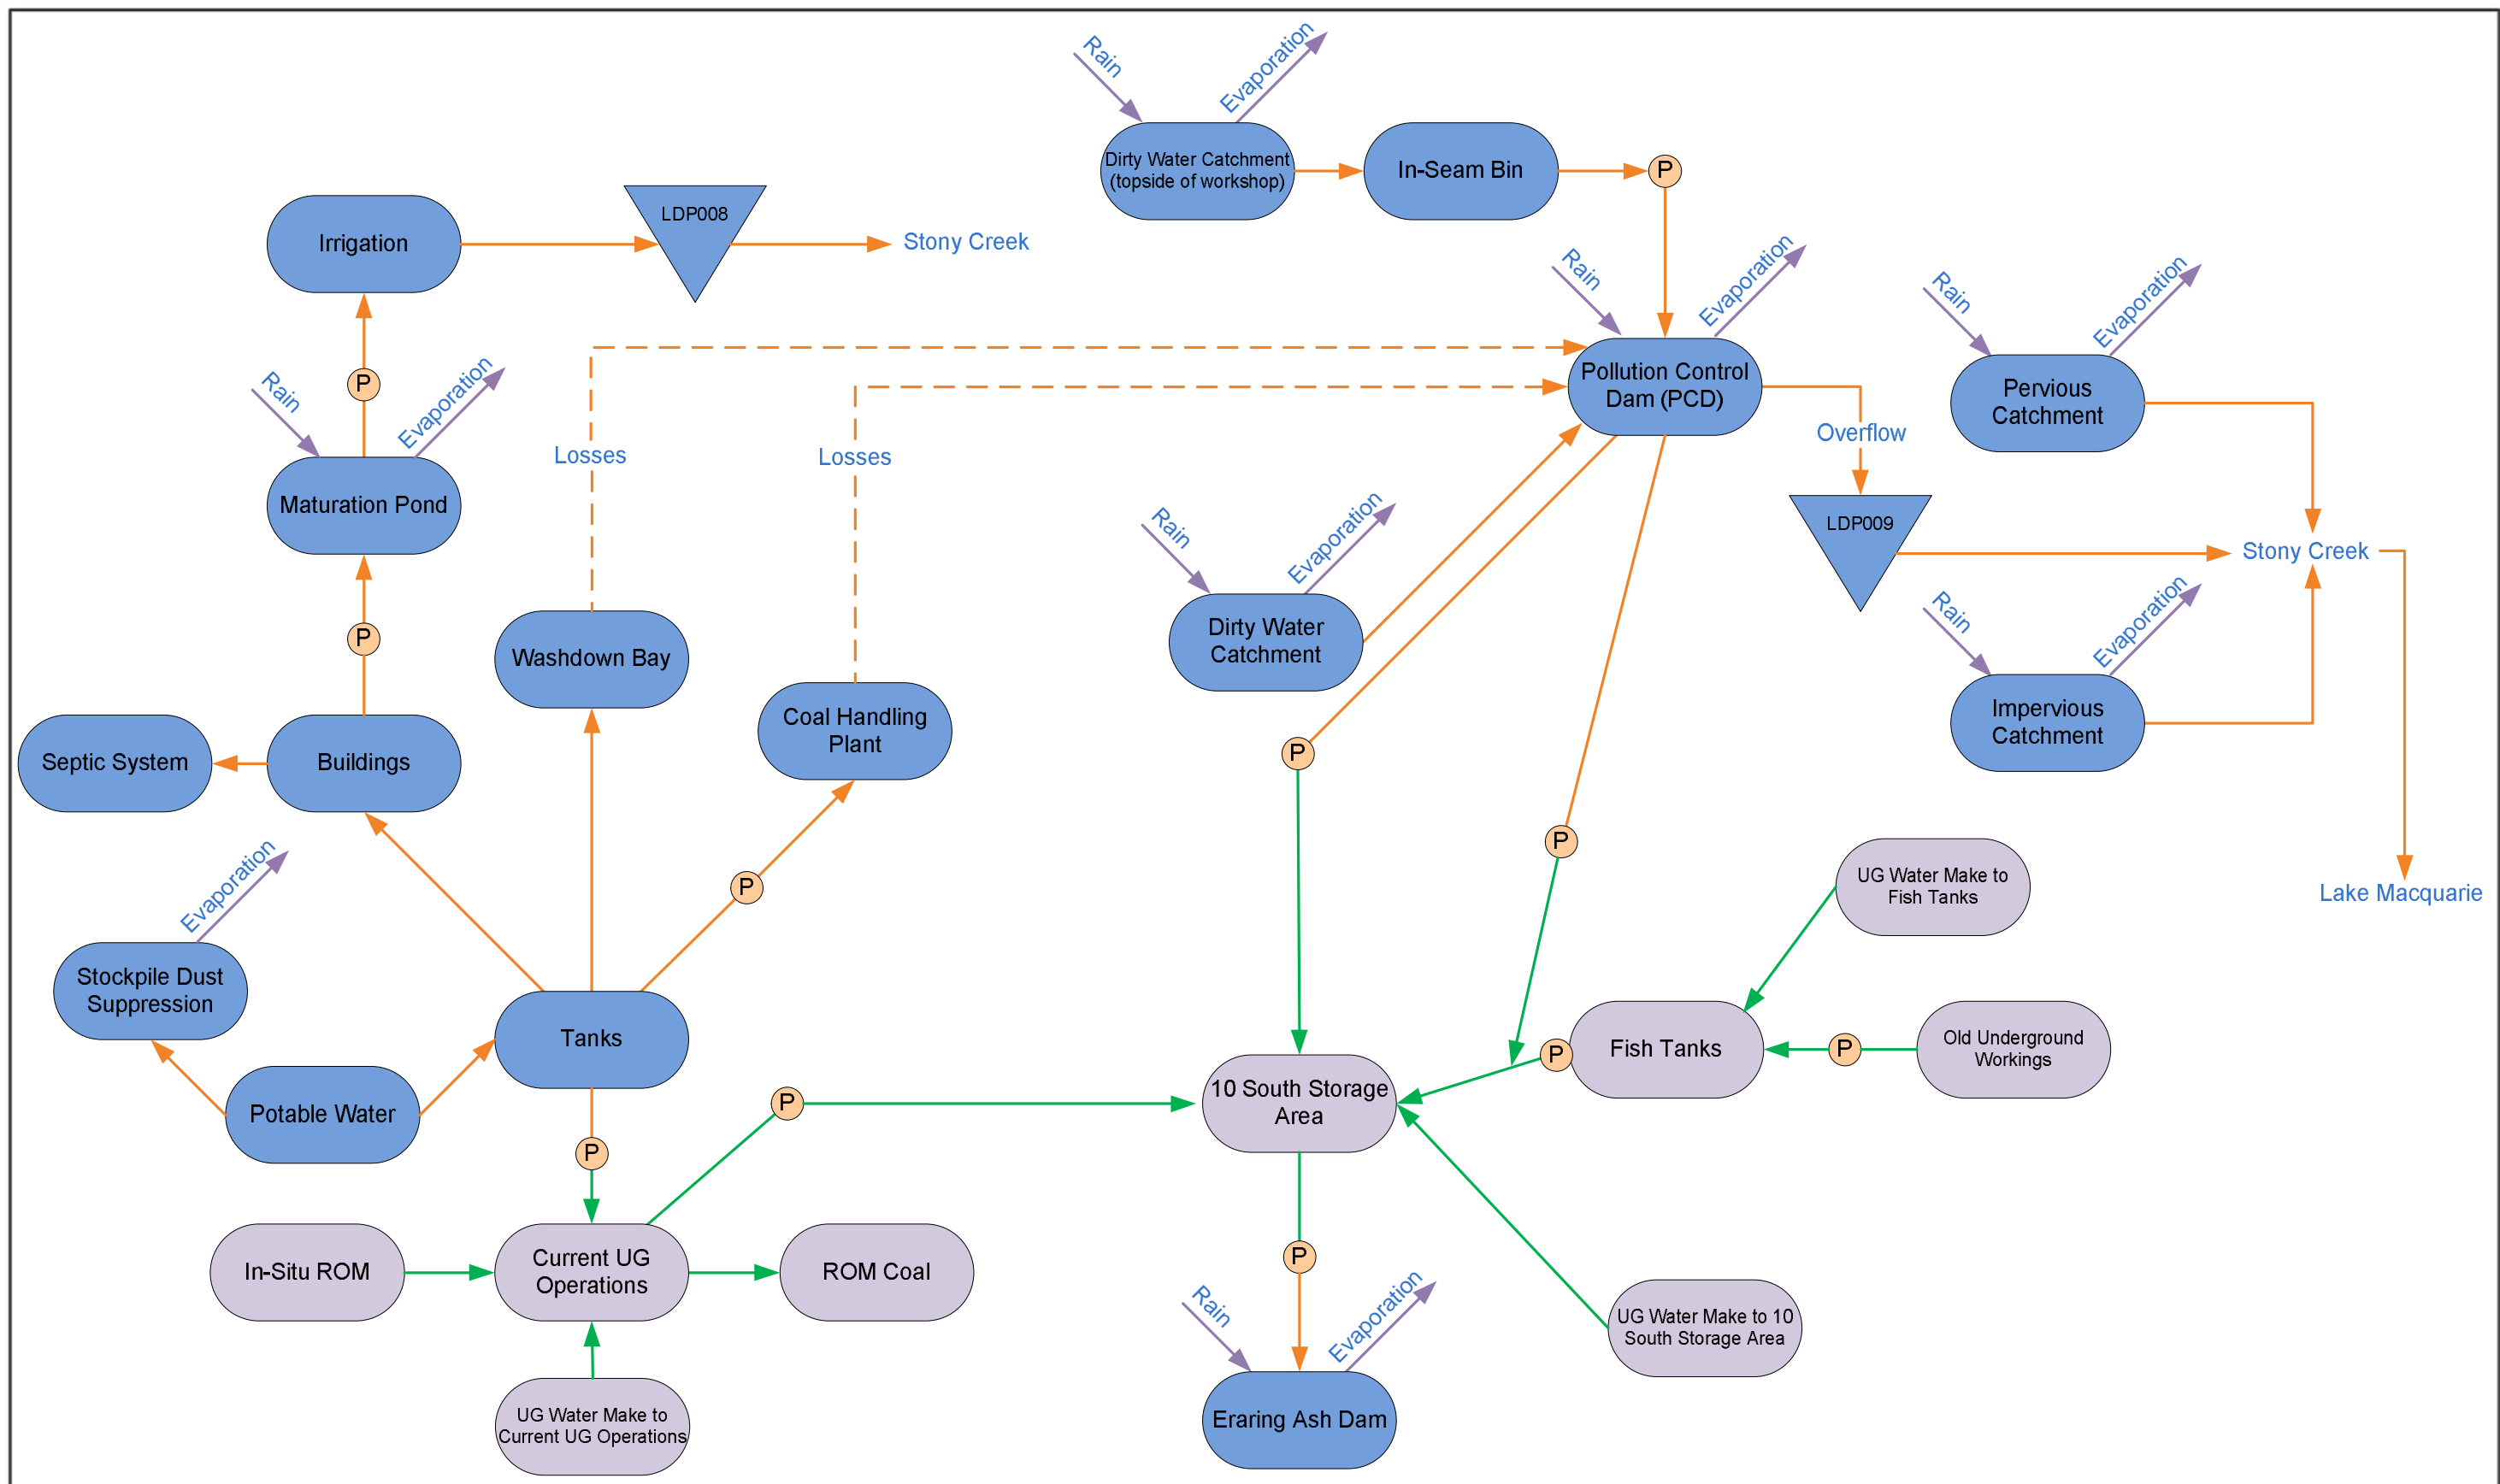 Rain
Evaporation
Dirty Water Catchment
(topside of workshop)
In-Seam Bin
P
Irrigation
LDP008
Stony Creek
Rain
Evaporation
Rain
Evaporation
Pollution Control
Dam (PCD)
Pervious
Catchment
P
Rain
Evaporation
Overflow
Losses
Losses
Maturation Pond
Rain
Evaporation
LDP009
Stony Creek
Dirty Water
Catchment
Rain
Evaporation
P
Washdown Bay
Impervious
Catchment
Coal Handling
Plant
Septic System
Buildings
P
P
Evaporation
P
UG Water Make to
Fish Tanks
Lake Macquarie
Stockpile Dust
Suppression
Tanks
P
Fish Tanks
P
Old Underground
Workings
Potable Water
P
10 South Storage
Area
P
In-Situ ROM
Current UG
Operations
ROM Coal
P
Rain
Evaporation
UG Water Make to 10
South Storage Area
UG Water Make to
Current UG Operations
Eraring Ash Dam